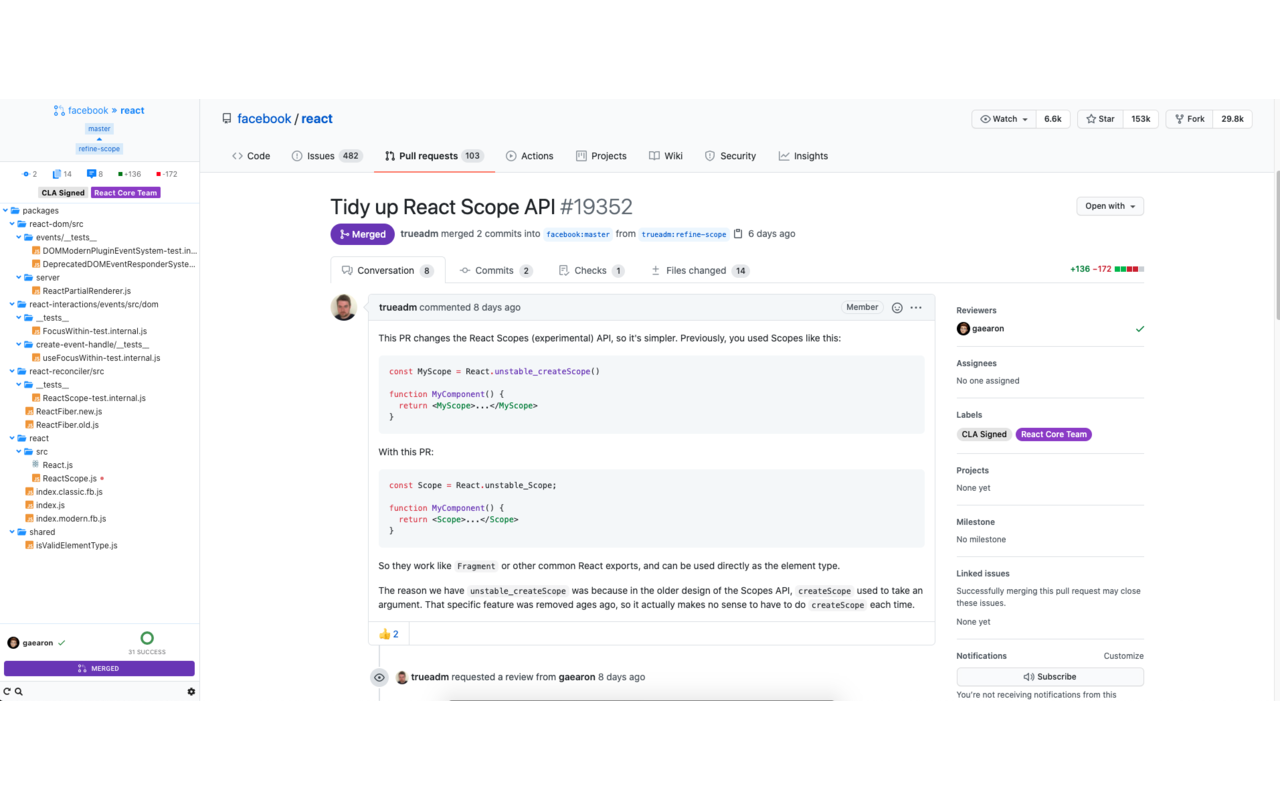 facebook » react
master
refine-scope
2 14 8 +136 -172
CLA Signed React Core Team
packages
react-dom/src
events/__tests__
DOMModernPluginEventSystem-test.in...
DeprecatedDOMEventResponderSyste...
server
ReactPartialRenderer.js
react-interactions/events/src/dom
__tests__
FocusWithin-test.internal.js
create-event-handle/__tests__
useFocusWithin-test.internal.js
react-reconciler/src
__tests__
ReactScope-test.internal.js
ReactFiber.new.js
ReactFiber.old.js
react
src
React.js
ReactScope.js
index.classic.fb.js
index.js
index.modern.fb.js
shared
isValidElementType.js
gaearon
31 SUCCESS
MERGED
facebook / react
Watch 6.6k Star 153k Fork 29.8k
Code Issues 482 Pull requests 103 Actions Projects Wiki Security Insights
Tidy up React Scope API #19352
Open with
Merged trueadm merged 2 commits into facebook:master from trueadm:refine-scope 6 days ago
Conversation 8 Commits 2 Checks 1 Files changed 14
+136 −172
trueadm commented 8 days ago Member
This PR changes the React Scopes (experimental) API, so it's simpler. Previously, you used Scopes like this:
const MyScope = React.unstable_createScope()
function MyComponent() {
return <MyScope>...</MyScope>
}
With this PR:
const Scope = React.unstable_Scope;
function MyComponent() {
return <Scope>...</Scope>
}
So they work like Fragment or other common React exports, and can be used directly as the element type.
The reason we have unstable_createScope was because in the older design of the Scopes API, createScope used to take an
argument. That specific feature was removed ages ago, so it actually makes no sense to have to do createScope each time.
👍 2
trueadm requested a review from gaearon 8 days ago
Reviewers
gaearon
Assignees
No one assigned
Labels
CLA Signed React Core Team
Projects
None yet
Milestone
No milestone
Linked issues
Successfully merging this pull request may close
these issues.
None yet
Notifications Customize
Subscribe
You're not receiving notifications from this